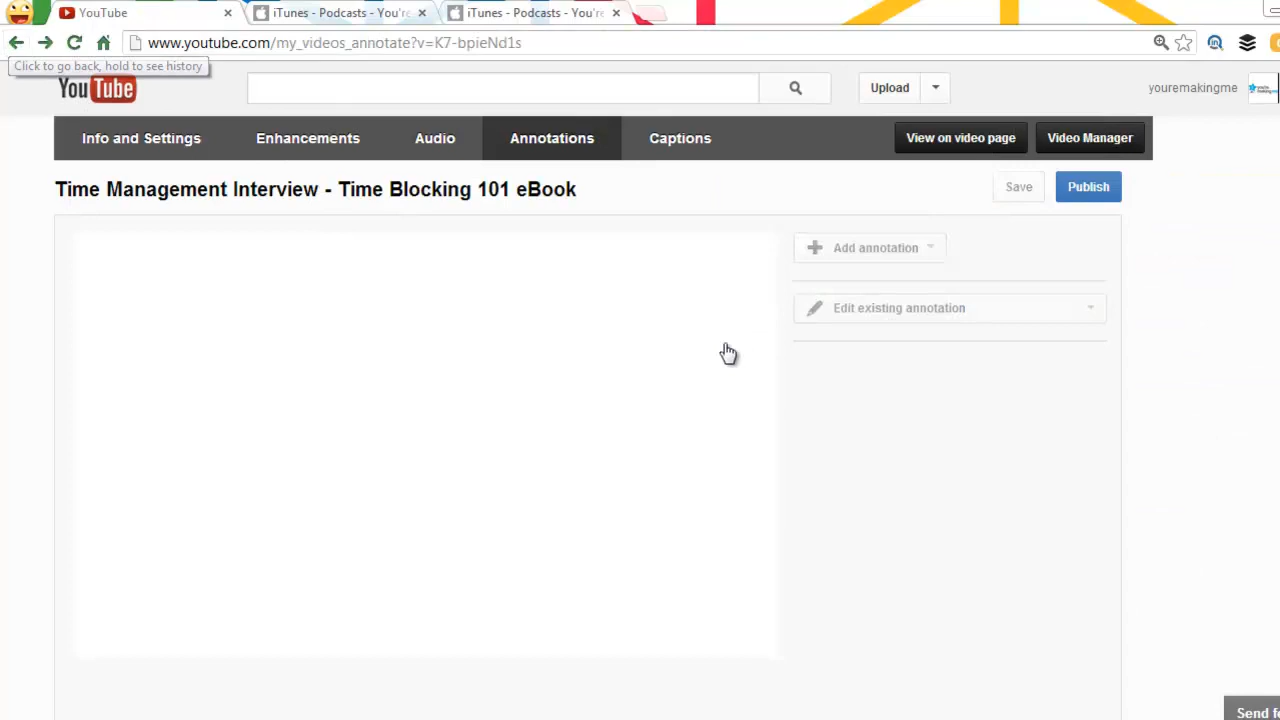 YouTube
iTunes - Podcasts - You're
iTunes - Podcasts - You're
www.youtube.com/my_videos_annotate?v=K7-bpieNd1s
Click to go back, hold to see history
YouTube
Upload
youremakingme
Info and Settings
Enhancements
Audio
Annotations
Captions
View on video page
Video Manager
Time Management Interview - Time Blocking 101 eBook
Save
Publish
Add annotation
Edit existing annotation
Send